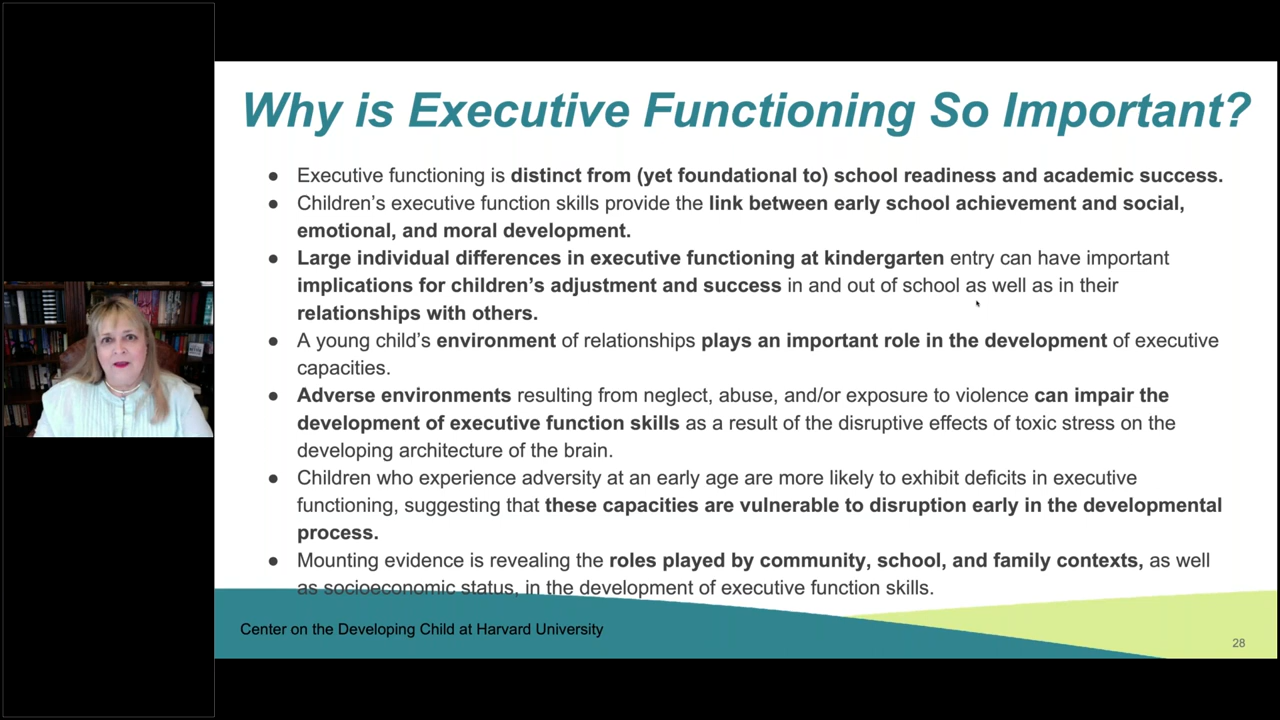 Why is Executive Functioning So Important?
● Executive functioning is distinct from (yet foundational to) school readiness and academic success.
● Children’s executive function skills provide the link between early school achievement and social,
emotional, and moral development.
● Large individual differences in executive functioning at kindergarten entry can have important
implications for children’s adjustment and success in and out of school as well as in their
relationships with others.
● A young child’s environment of relationships plays an important role in the development of executive
capacities.
● Adverse environments resulting from neglect, abuse, and/or exposure to violence can impair the
development of executive function skills as a result of the disruptive effects of toxic stress on the
developing architecture of the brain.
● Children who experience adversity at an early age are more likely to exhibit deficits in executive
functioning, suggesting that these capacities are vulnerable to disruption early in the developmental
process.
● Mounting evidence is revealing the roles played by community, school, and family contexts, as well
as socioeconomic status, in the development of executive function skills.
Center on the Developing Child at Harvard University
28